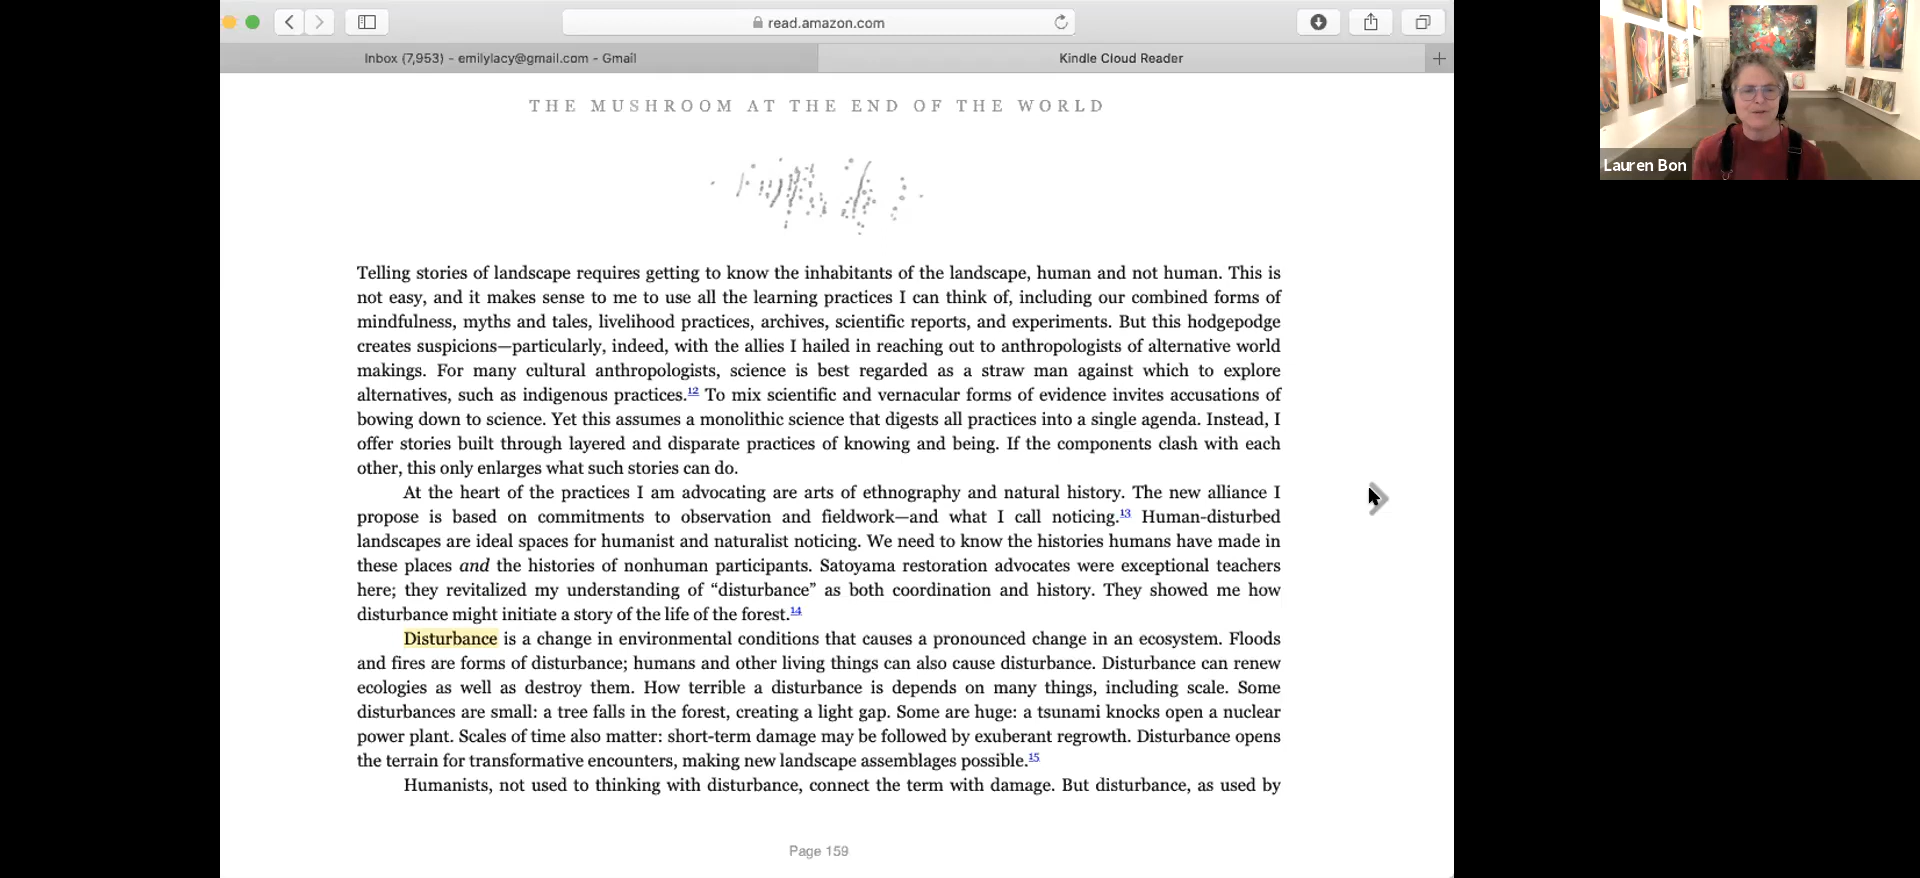 read.amazon.com
Inbox (7,953) - emilylacy@gmail.com - Gmail
Kindle Cloud Reader
THE MUSHROOM AT THE END OF THE WORLD
Lauren Bon
Telling stories of landscape requires getting to know the inhabitants of the landscape, human and not human. This is
not easy, and it makes sense to me to use all the learning practices I can think of, including our combined forms of
mindfulness, myths and tales, livelihood practices, archives, scientific reports, and experiments. But this hodgepodge
creates suspicions—particularly, indeed, with the allies I hailed in reaching out to anthropologists of alternative world
makings. For many cultural anthropologists, science is best regarded as a straw man against which to explore
alternatives, such as indigenous practices.12 To mix scientific and vernacular forms of evidence invites accusations of
bowing down to science. Yet this assumes a monolithic science that digests all practices into a single agenda. Instead, I
offer stories built through layered and disparate practices of knowing and being. If the components clash with each
other, this only enlarges what such stories can do.
At the heart of the practices I am advocating are arts of ethnography and natural history. The new alliance I
propose is based on commitments to observation and fieldwork—and what I call noticing.13 Human-disturbed
landscapes are ideal spaces for humanist and naturalist noticing. We need to know the histories humans have made in
these places and the histories of nonhuman participants. Satoyama restoration advocates were exceptional teachers
here; they revitalized my understanding of “disturbance” as both coordination and history. They showed me how
disturbance might initiate a story of the life of the forest.14
Disturbance is a change in environmental conditions that causes a pronounced change in an ecosystem. Floods
and fires are forms of disturbance; humans and other living things can also cause disturbance. Disturbance can renew
ecologies as well as destroy them. How terrible a disturbance is depends on many things, including scale. Some
disturbances are small: a tree falls in the forest, creating a light gap. Some are huge: a tsunami knocks open a nuclear
power plant. Scales of time also matter: short-term damage may be followed by exuberant regrowth. Disturbance opens
the terrain for transformative encounters, making new landscape assemblages possible.15
Humanists, not used to thinking with disturbance, connect the term with damage. But disturbance, as used by
Page 159